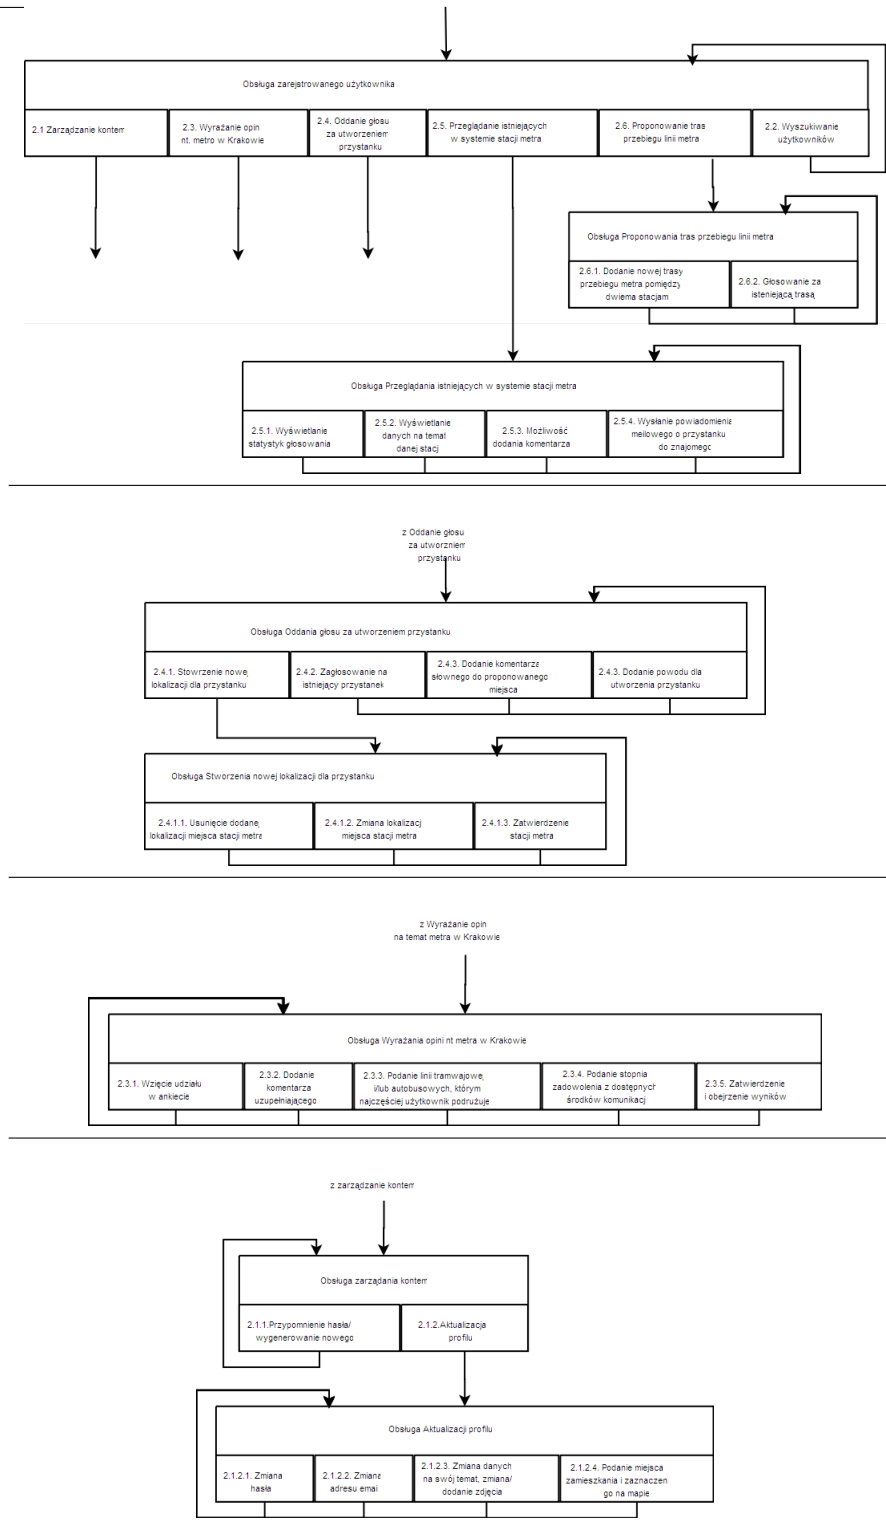 Obsługa zarejstrowanego użytkownika
2.1 Zarządzanie kontem
2.3. Wyrażanie opin
nt. metro w Krakowie
2.4. Oddanie głosu
za utworzeniem
przystanku
2.5. Przeglądanie istniejących
w systemie stacji metra
2.6. Proponowanie tras
przebiegu linii metra
2.2. Wyszukiwanie
użytkowników
Obsługa Proponowania tras przebiegu linii metra
2.6.1. Dodanie nowej trasy
przebiegu metra pomiędzy
dwiema stacjam
2.6.2. Głosowanie za
isteniejącą trasą
Obsługa Przeglądania istniejących w systemie stacji metra
2.5.1. Wyświetlanie
statystyk głosowania
2.5.2. Wyświetlanie
danych na temat
danej stacj
2.5.3. Możliwość
dodania komentarza
2.5.4. Wysłanie powiadomienia
meilowego o przystanku
do znajomego
z Oddanie głosu
za utworzniem
przystanku
Obsługa Oddania głosu za utworzeniem przystanku
2.4.1. Stowrzenie nowej
lokalizacji dla przystanku
2.4.2. Zagłosowanie na
istniejący przystanek
2.4.3. Dodanie komentarza
słownego do proponowanego
miejsca
2.4.3. Dodanie powodu dla
utworzenia przystanku
Obsługa Stworzenia nowej lokalizacji dla przystanku
2.4.1.1. Usunięcie dodanej
lokalizacji miejsca stacji metra
2.4.1.2. Zmiana lokalizacj
miejsca stacji metra
2.4.1.3. Zatwierdzenie
stacji metra
z Wyrażanie opin
na temat metra w Krakowie
Obsługa Wyrażania opini nt metra w Krakowie
2.3.1. Wzięcie udziału
w ankiecie
2.3.2. Dodanie
komentarza
uzupełniającego
2.3.3. Podanie linii tramwajowej
i/lub autobusowych, którym
najczęściej użytkownik podrużuje
2.3.4. Podanie stopnia
zadowolenia z dostępnych
środków komunikacj
2.3.5. Zatwierdzenie
i obejrzenie wyników
z zarządzanie kontem
Obsługa zarządania kontem
2.1.1.Przypomnienie hasła/
wygenerowanie nowego
2.1.2.Aktualizacja
profilu
Obsługa Aktualizacji profilu
2.1.2.1. Zmiana
hasła
2.1.2.2. Zmiana
adresu emai
2.1.2.3. Zmiana danych
na swój temat, zmiana/
dodanie zdjęcia
2.1.2.4. Podanie miejsca
zamieszkania i zaznaczen
go na mapie